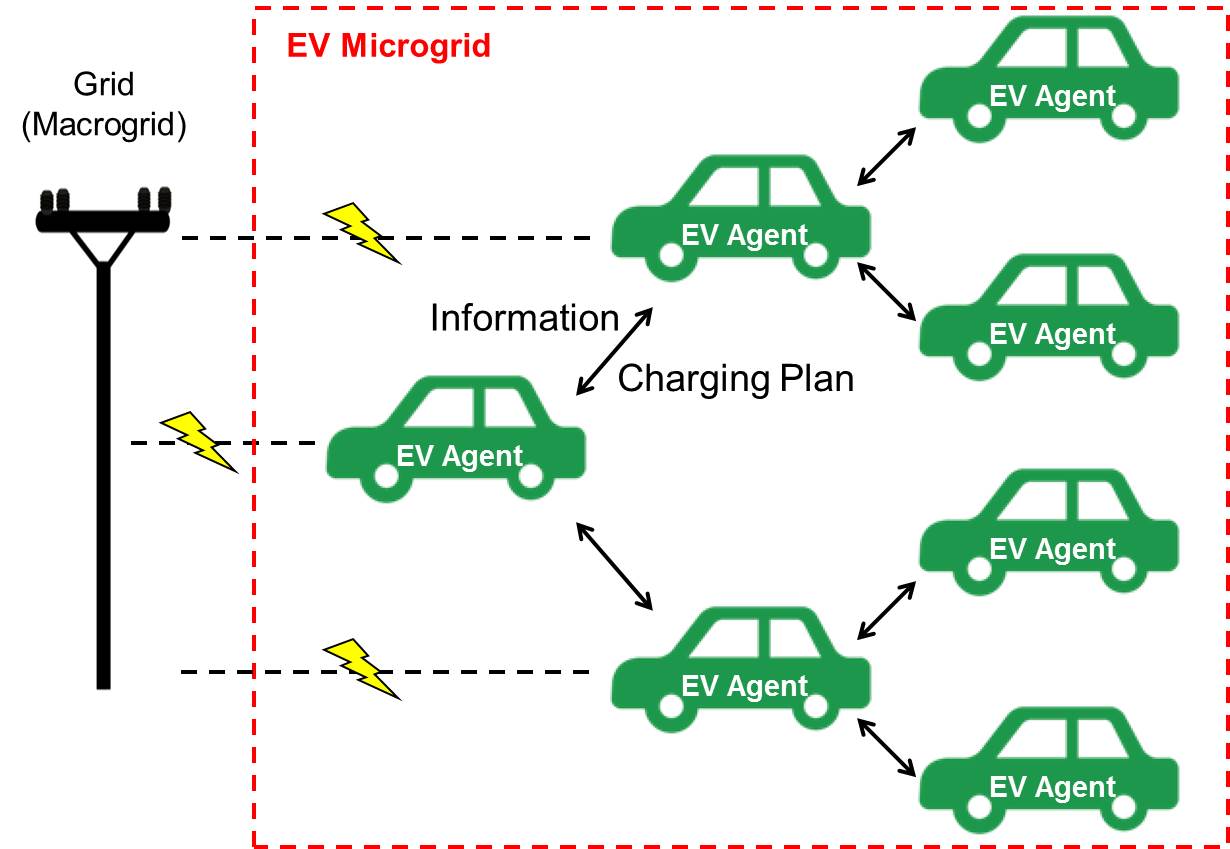 EV Microgrid
Grid
(Macrogrid)
EV Agent
EV Agent
Information
EV Agent
Charging Plan
EV Agent
EV Agent
EV Agent
EV Agent